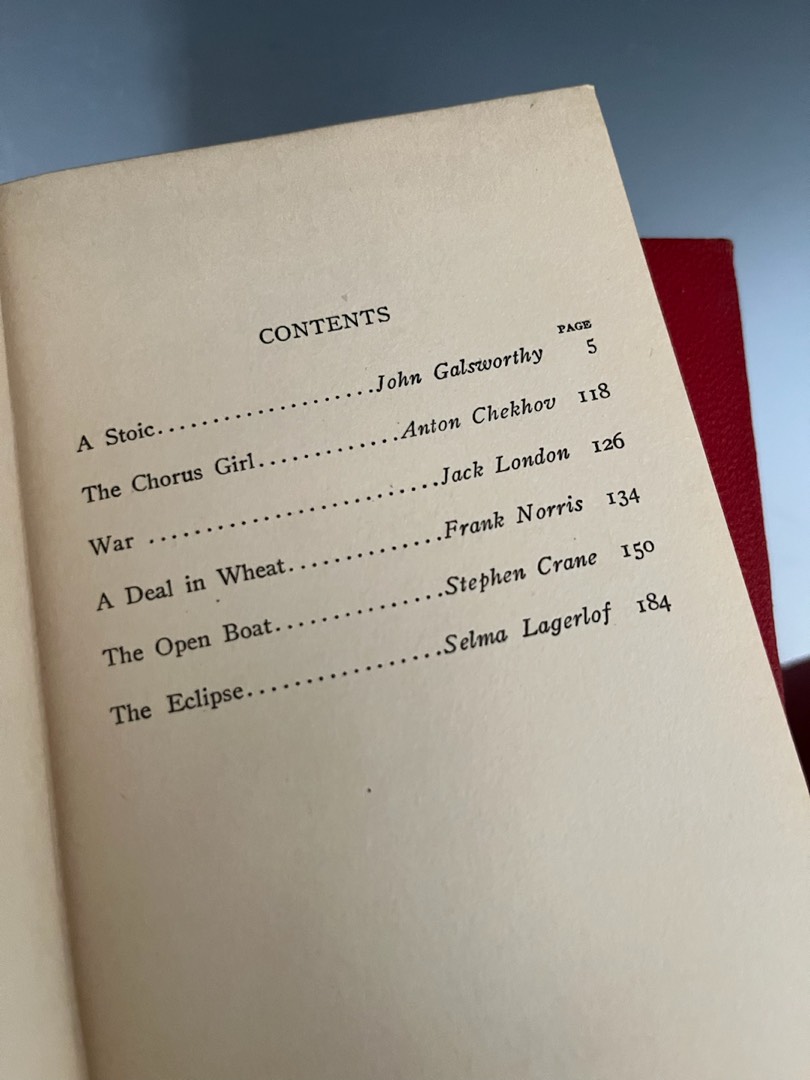 CONTENTS
PAGE
A Stoic....................John Galsworthy 5
The Chorus Girl.............Anton Chekhov 118
War ..........................Jack London 126
A Deal in Wheat..............Frank Norris 134
The Open Boat...............Stephen Crane 150
The Eclipse.................Selma Lagerlof 184